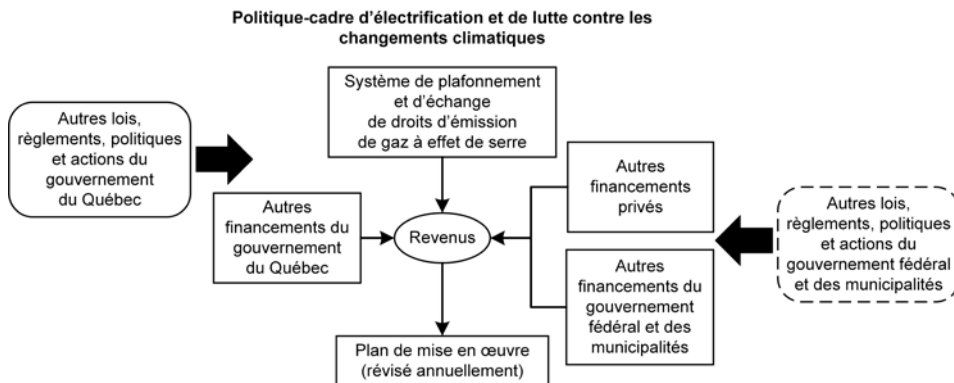 Politique-cadre d'électrification et de lutte contre les
changements climatiques
Système de plafonnement
et d'échange
de droits d'émission
de gaz à effet de serre
Autres lois,
règlements, politiques
et actions du
gouvernement
du Québec
Autres
financements du
gouvernement
du Québec
Revenus
Autres
financements
privés
Autres
financements du
gouvernement
fédéral et des
municipalités
Autres lois,
règlements, politiques
et actions du
gouvernement fédéral
et des municipalités
Plan de mise en œuvre
(révisé annuellement)